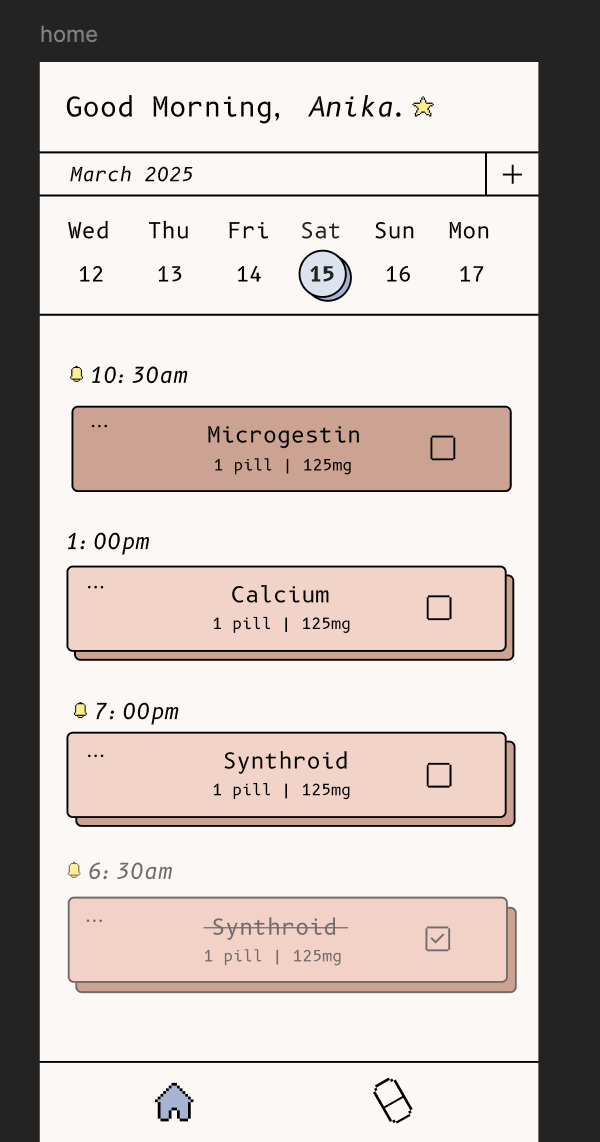 home
Good Morning, Anika.
March 2025 +
Wed Thu Fri Sat Sun Mon
12 13 14 15 16 17
10:30am
...
Microgestin
1 pill | 125mg
1:00pm
...
Calcium
1 pill | 125mg
7:00pm
...
Synthroid
1 pill | 125mg
6:30am
...
Synthroid
1 pill | 125mg